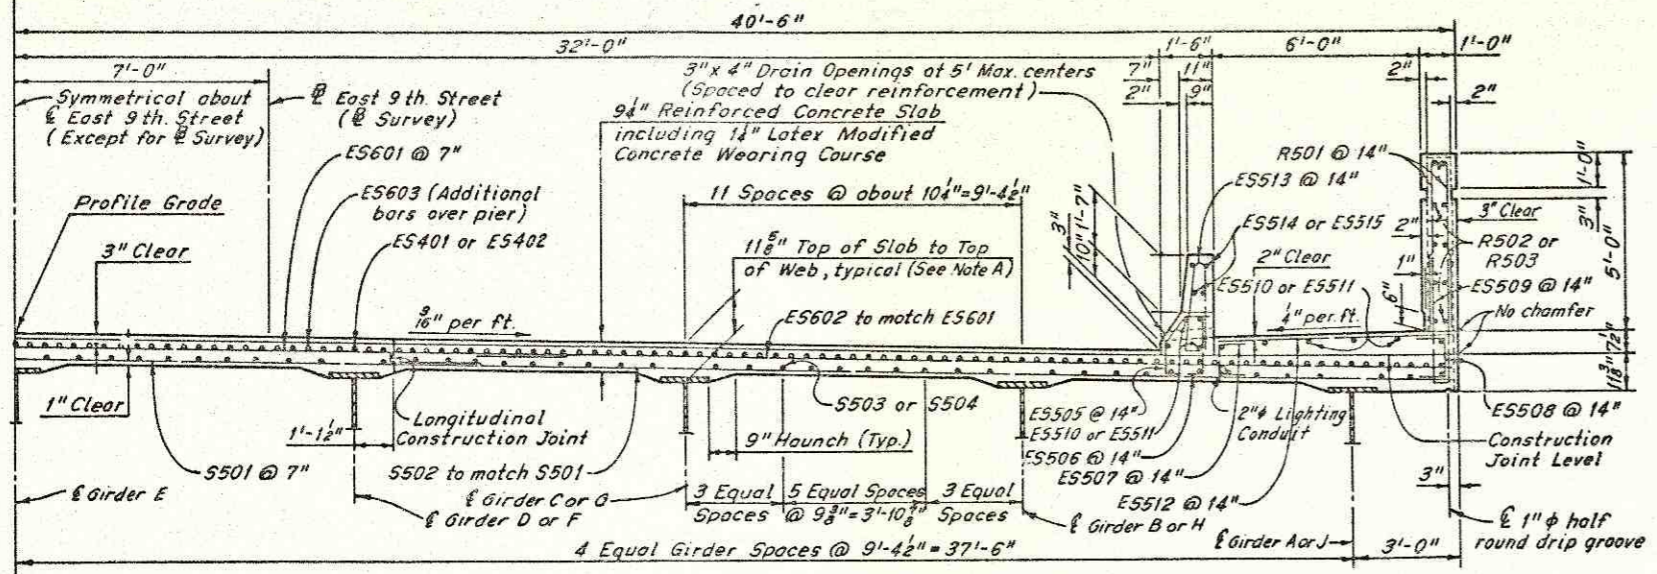 40'-6"
32'-0"
1'-6"
6'-0"
1'-0"
7'-0"
3" x 4" Drain Openings at 5' Max. centers
(Spaced to clear reinforcement)
7"
11"
2"
9"
2"
2"
Symmetrical about
℄ East 9th. Street
(Except for ⅊ Survey)
⅊ East 9th. Street
(⅊ Survey)
9¼" Reinforced Concrete Slab
including 1¼" Latex Modified
Concrete Wearing Course
ES601 @ 7"
R501 @ 14"
1'-0"
ES603 (Additional
bars over pier)
11 Spaces @ about 10¼"=9'-4½"
ES513 @ 14"
Profile Grade
3" Clear
3"
ES401 or ES402
3"
10"
1'-7"
ES514 or ES515
2"
R502 or
R503
5'-0"
3" Clear
11⅝" Top of Slab to Top
of Web, typical (See Note A)
2" Clear
1"
ES510 or ES511
6"
ES509 @ 14"
3/16" per ft.
ES602 to match ES601
¼" per ft.
No chamfer
7½"
11⅜"
1" Clear
Longitudinal
Construction Joint
S503 or S504
ES505 @ 14"
ES510 or ES511
2"φ Lighting
Conduit
ES508 @ 14"
1'-1½"
9" Haunch (Typ.)
ES506 @ 14"
Construction
Joint Level
S501 @ 7"
S502 to match S501
ES507 @ 14"
3"
℄ Girder E
℄ Girder C or G
3 Equal
Spaces
5 Equal Spaces
@ 9⅜"=3'-10⅞"
3 Equal
Spaces
ES512 @ 14"
℄ Girder D or F
℄ Girder B or H
℄ 1" φ half
round drip groove
℄ Girder A or J
4 Equal Girder Spaces @ 9'-4½" = 37'-6"
3'-0"